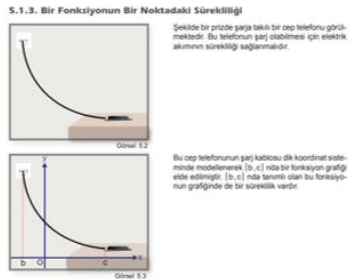 5.1.3. Bir Fonksiyonun Bir Noktadaki Sürekliliği
Şekilde bir prizde şarja takılı bir cep telefonu görül-
mektedir. Bu telefonun şarj olabilmesi için elektrik
akımının sürekliliği sağlanmalıdır.
Görsel 5.2
Bu cep telefonunun şarj kablosu dik koordinat siste-
minde modellenerek [b, c] nda bir fonksiyon grafiği
elde edilmiştir. [b, c] nda tanımlı olan bu fonksiyo-
nun grafiğinde de bir süreklilik vardır.
y
b O c x
Görsel 5.3